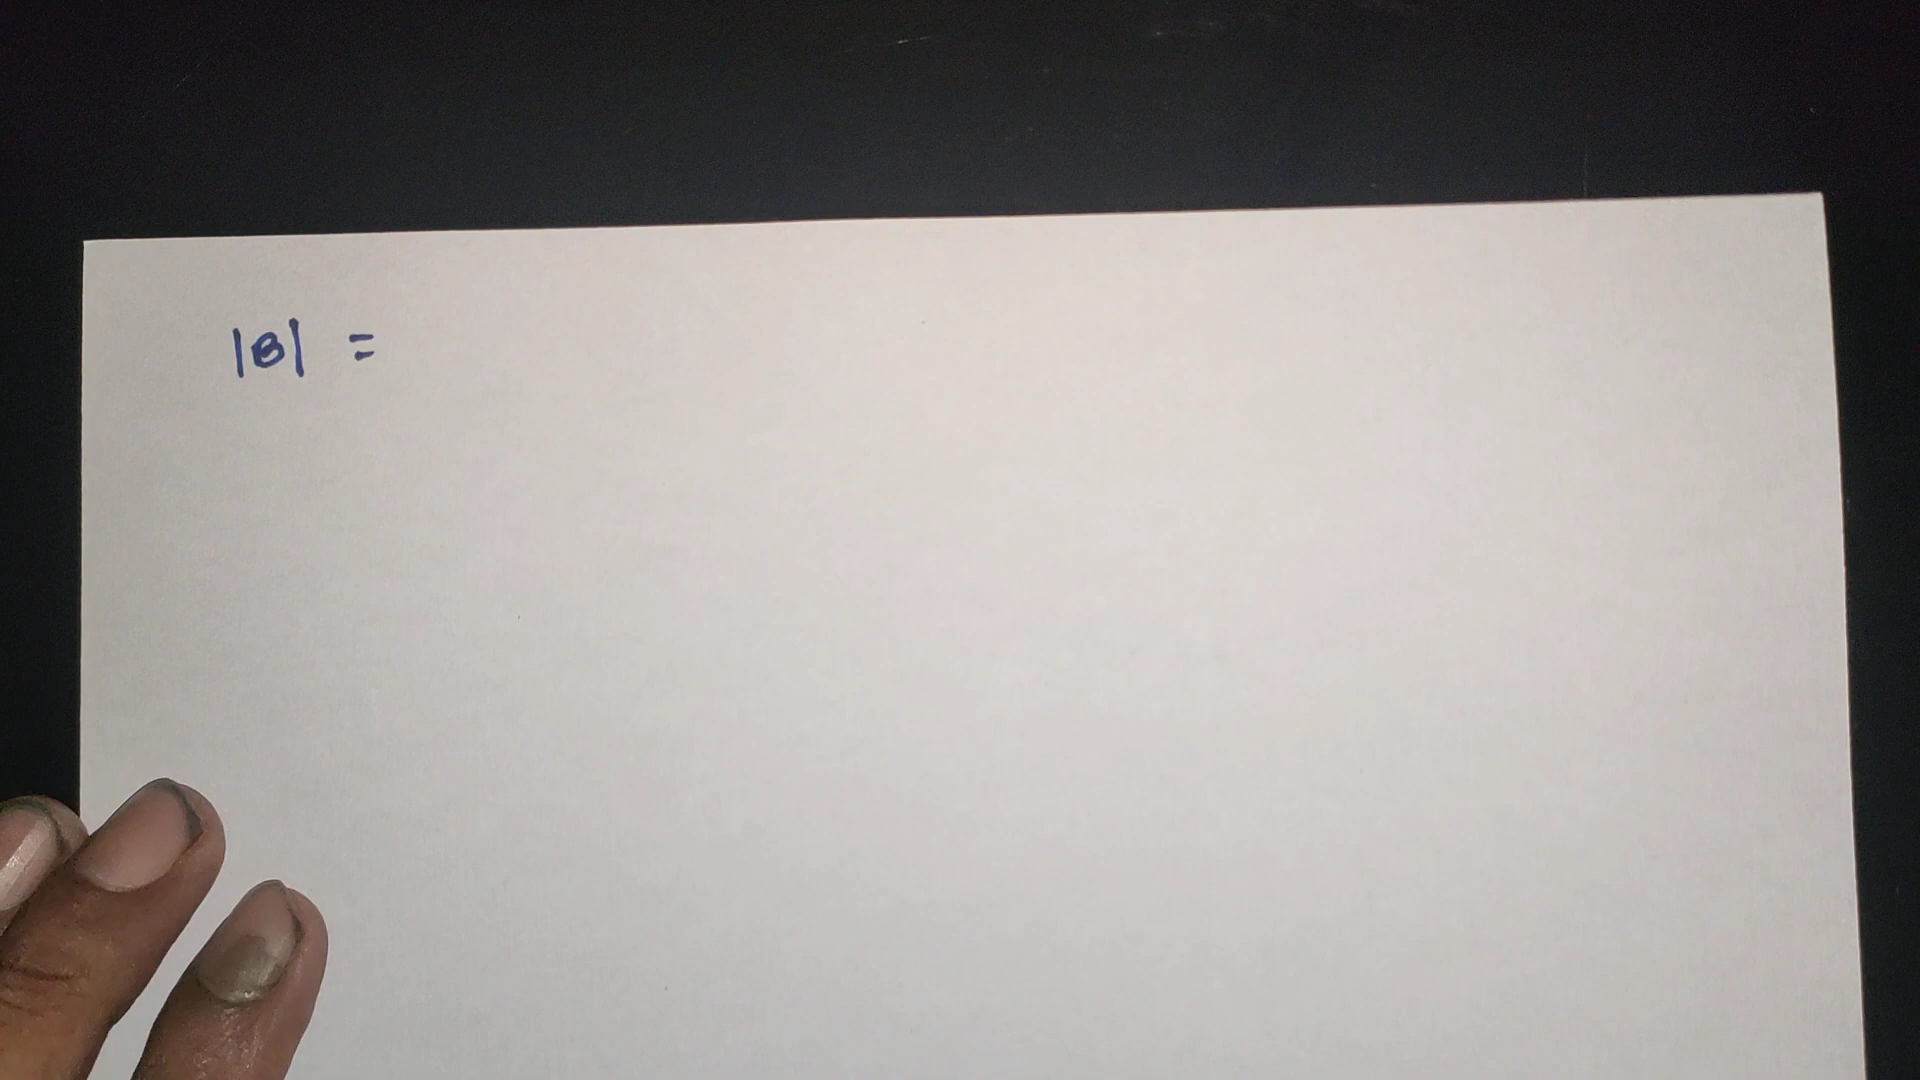 |B| =